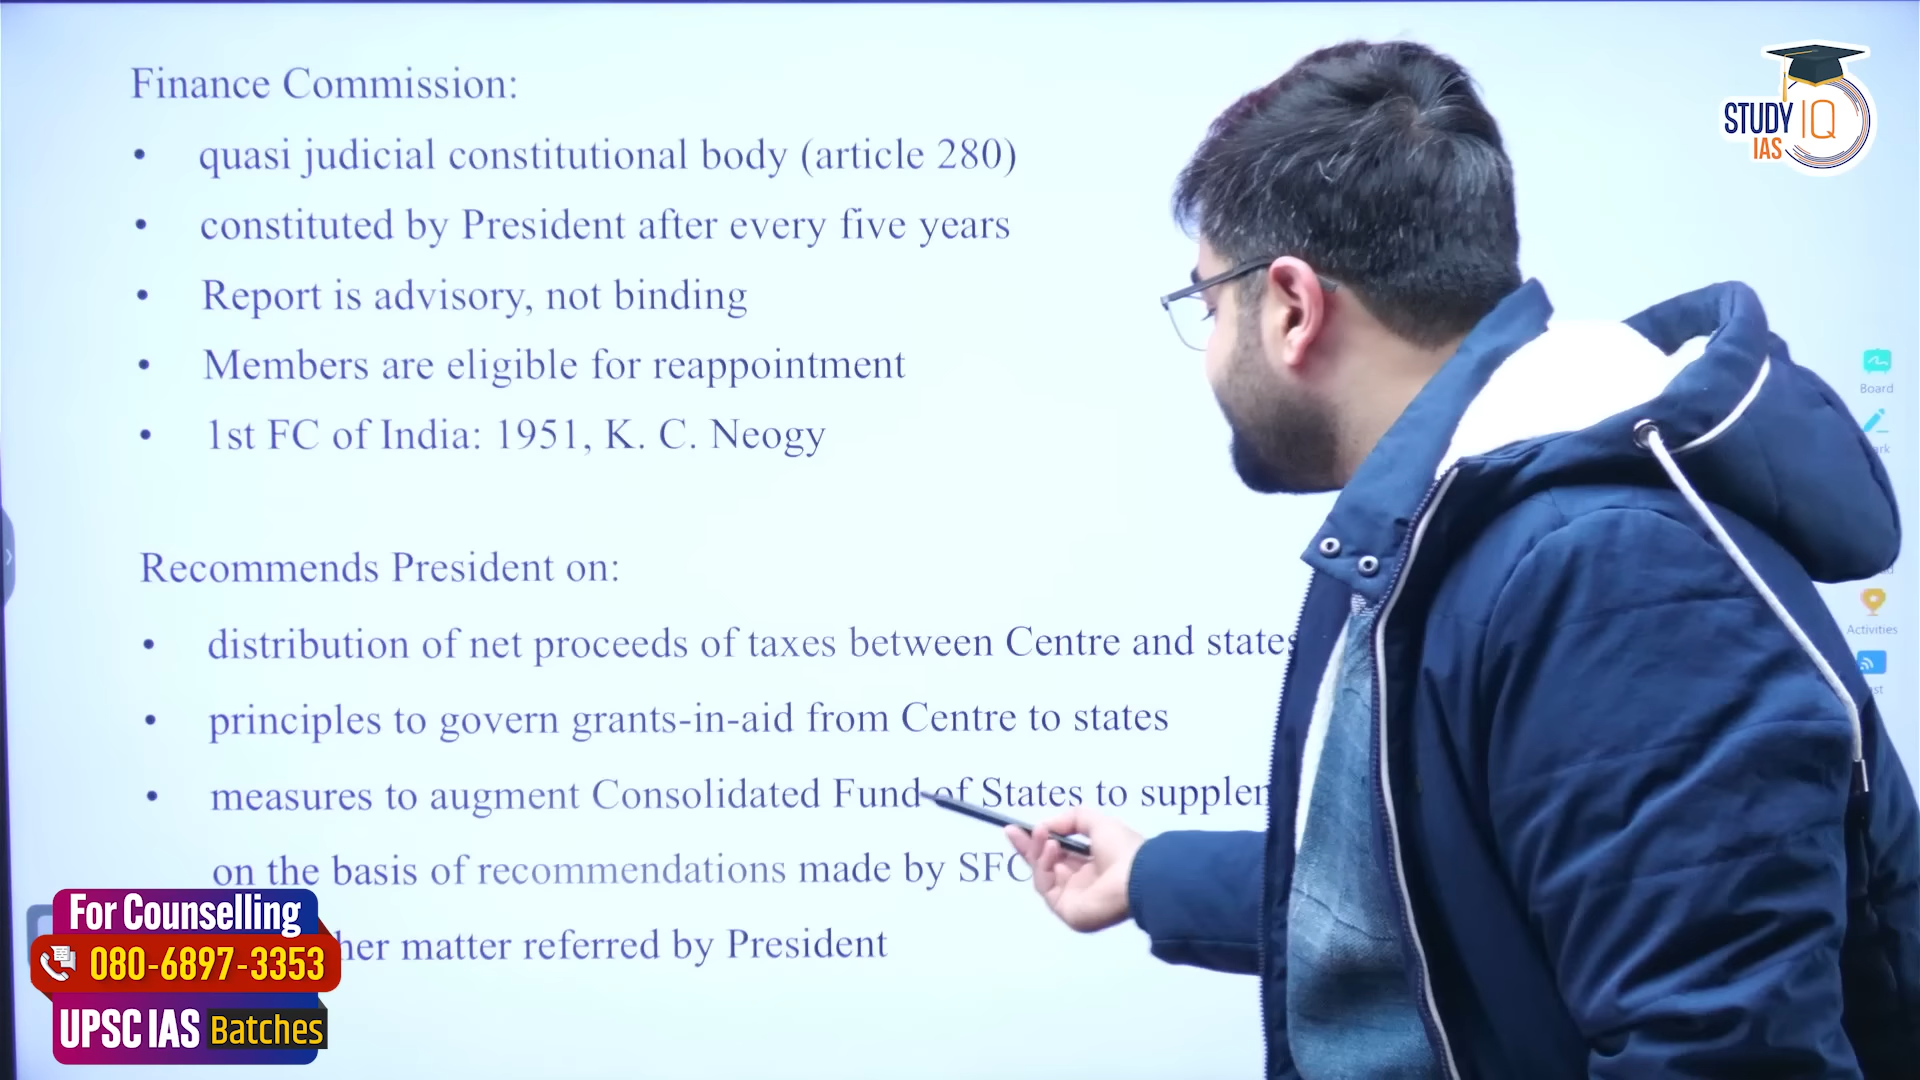 Finance Commission:
• quasi judicial constitutional body (article 280)
• constituted by President after every five years
• Report is advisory, not binding
• Members are eligible for reappointment
• 1st FC of India: 1951, K. C. Neogy
Recommends President on:
• distribution of net proceeds of taxes between Centre and states
• principles to govern grants-in-aid from Centre to states
• measures to augment Consolidated Fund of States to
on the basis of recommendations made by SFC
matter referred by President
STUDY IQ
IAS
Board
Activities
For Counselling
080-6897-3353
UPSC IAS Batches